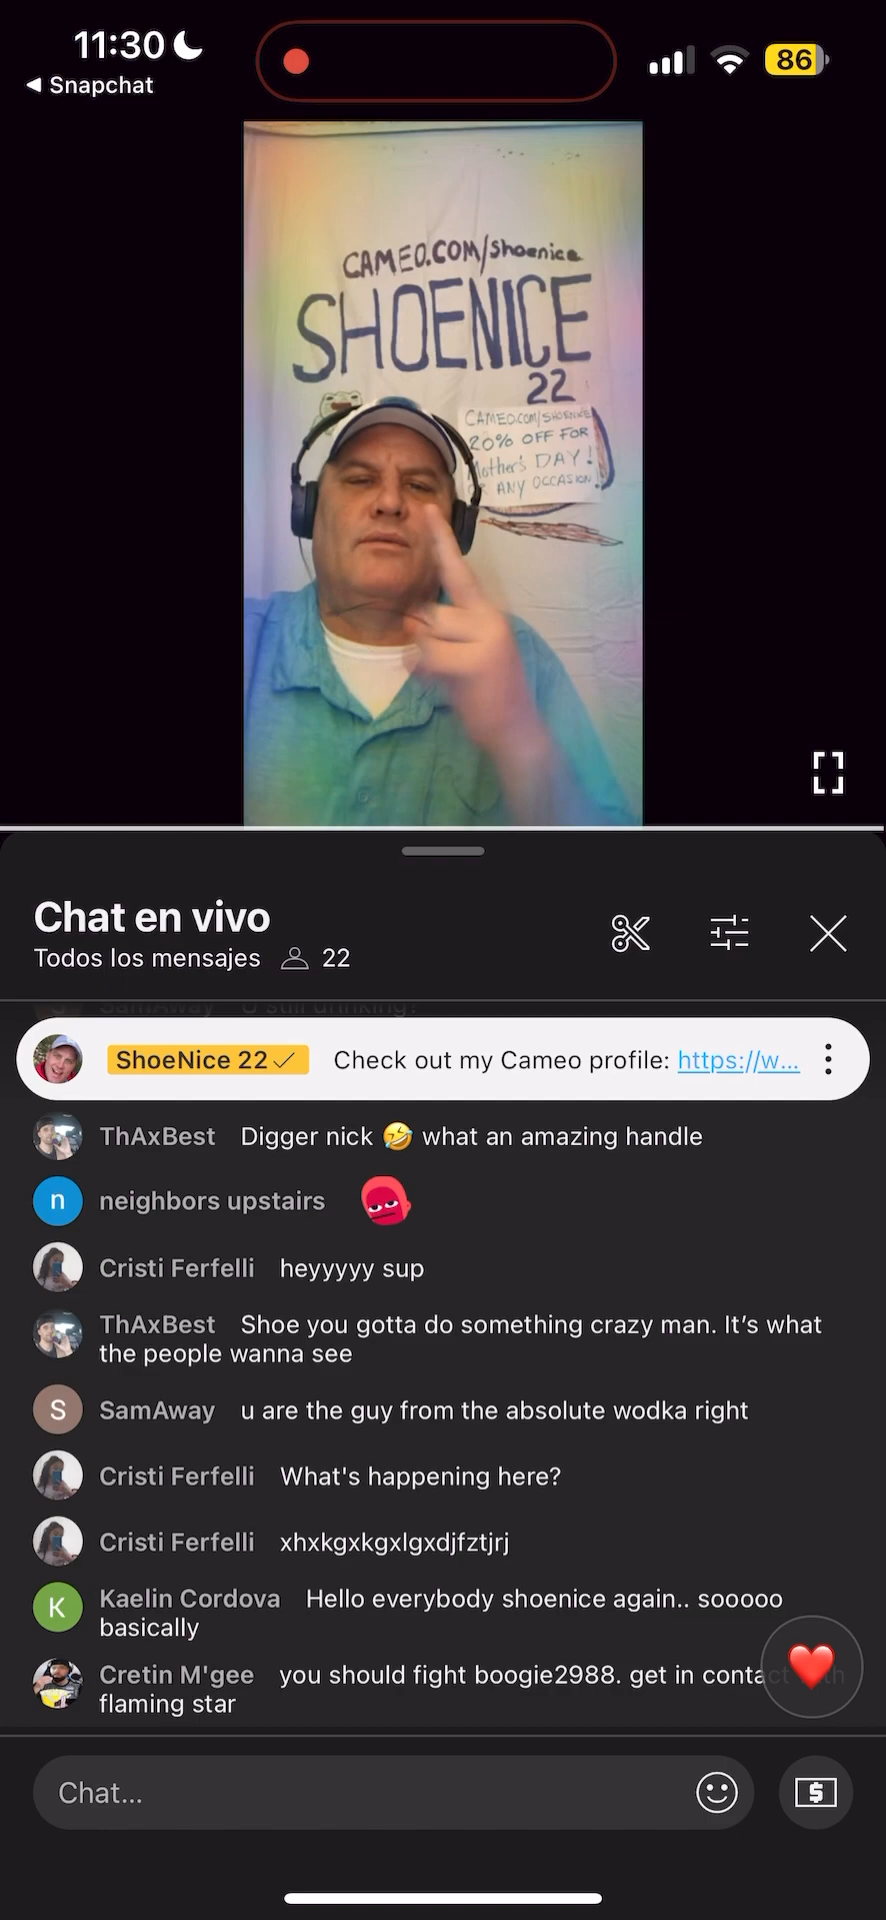 11:30
86
Snapchat
CAMEO.COM/shoenice
SHOENICE
22
CAMEO.COM/SHOENICE
20% OFF FOR
Mother's DAY!
ANY OCCASION!
Chat en vivo
Todos los mensajes 22
SamAway U still drinking?
ShoeNice 22 Check out my Cameo profile: https://w...
ThAxBest Digger nick 🤣 what an amazing handle
n neighbors upstairs
Cristi Ferfelli heyyyyy sup
ThAxBest Shoe you gotta do something crazy man. It's what
the people wanna see
S SamAway u are the guy from the absolute wodka right
Cristi Ferfelli What's happening here?
Cristi Ferfelli xhxkgxkgxlgxdjfztjrj
K Kaelin Cordova Hello everybody shoenice again.. sooooo
basically
Cretin M'gee you should fight boogie2988. get in contact with
flaming star
Chat...
$